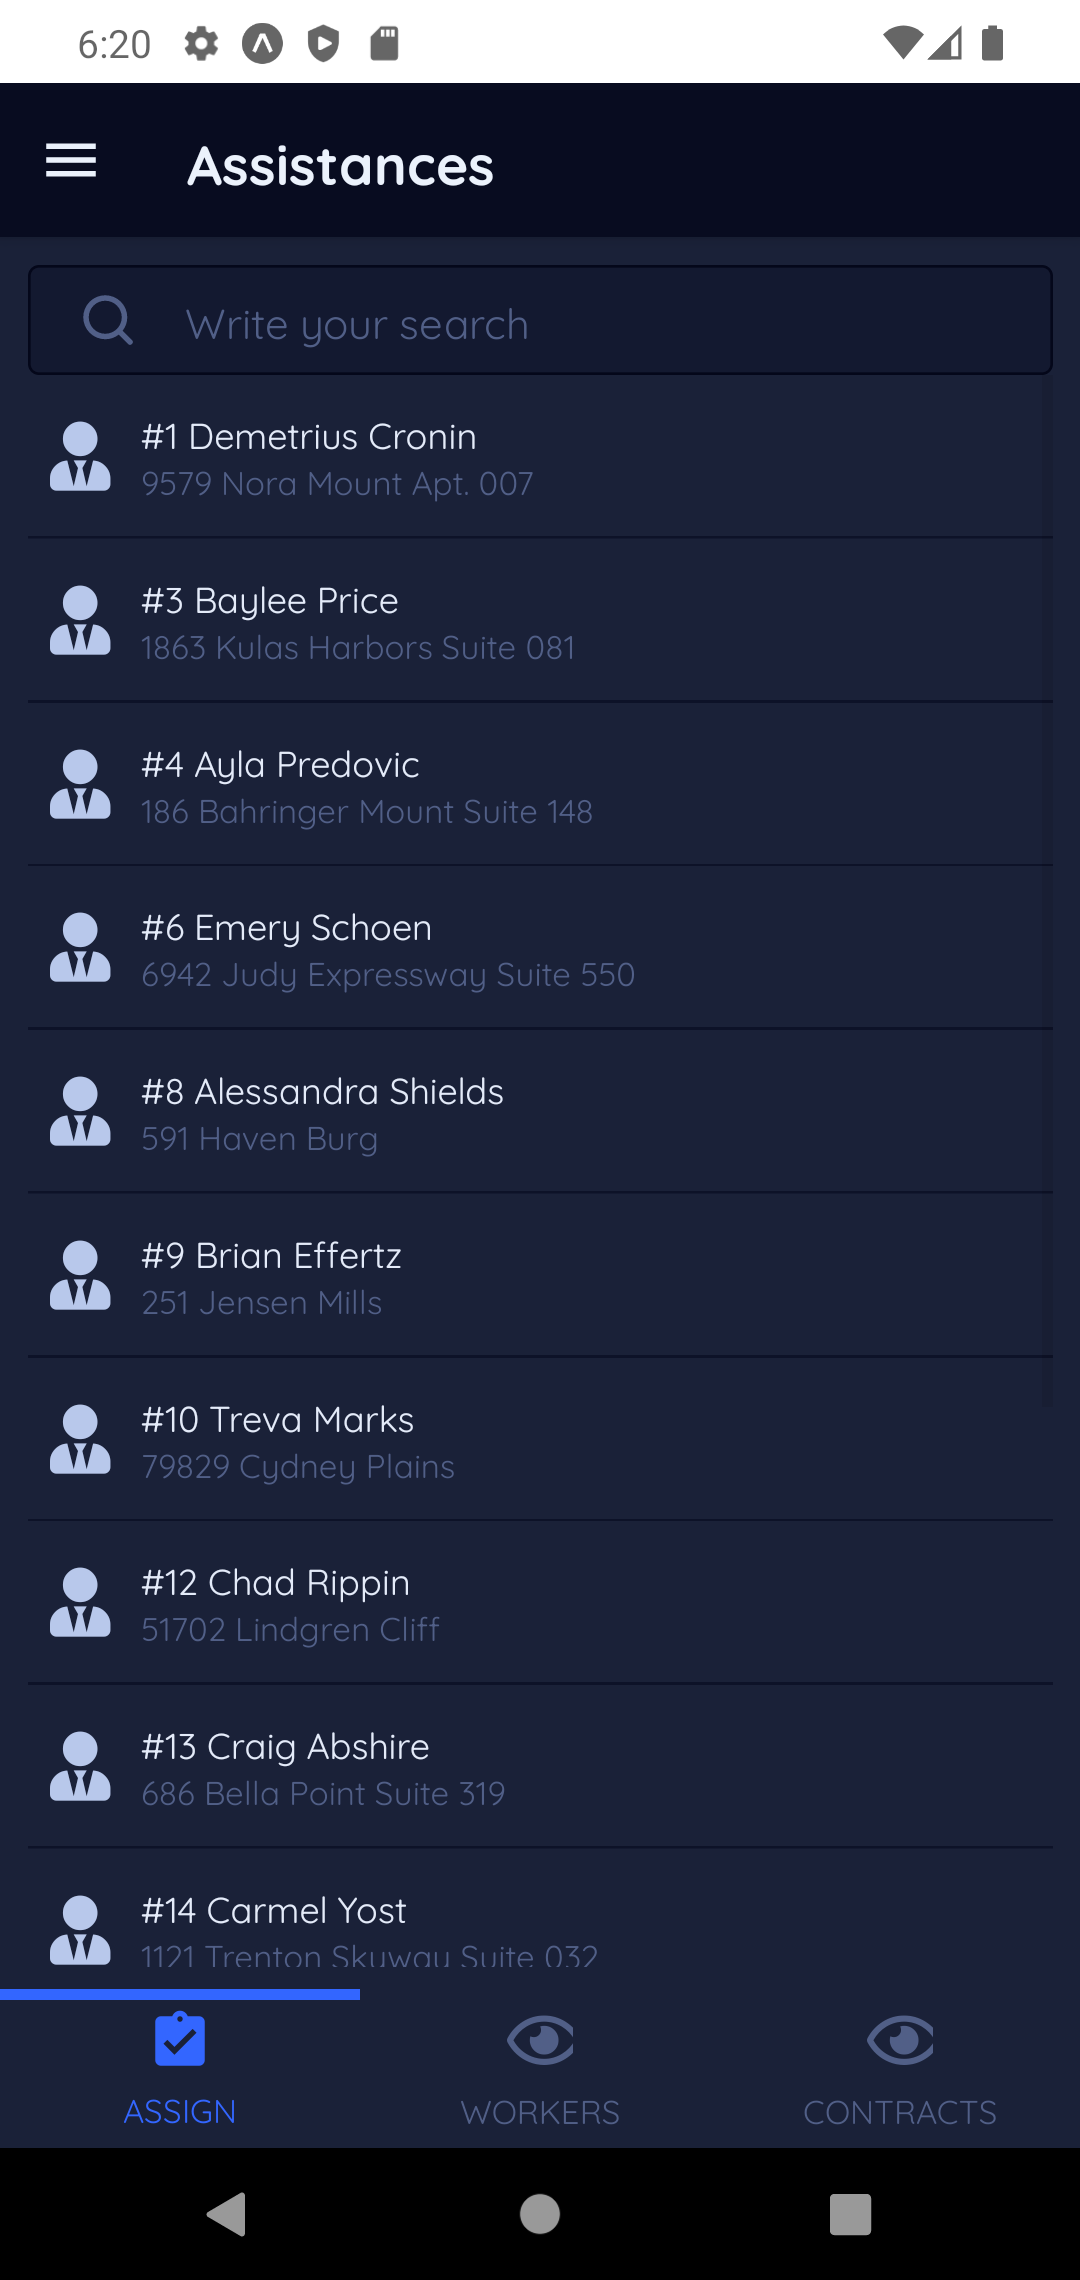 6:20
Assistances
Write your search
#1 Demetrius Cronin
9579 Nora Mount Apt. 007
#3 Baylee Price
1863 Kulas Harbors Suite 081
#4 Ayla Predovic
186 Bahringer Mount Suite 148
#6 Emery Schoen
6942 Judy Expressway Suite 550
#8 Alessandra Shields
591 Haven Burg
#9 Brian Effertz
251 Jensen Mills
#10 Treva Marks
79829 Cydney Plains
#12 Chad Rippin
51702 Lindgren Cliff
#13 Craig Abshire
686 Bella Point Suite 319
#14 Carmel Yost
1121 Trenton Skyway Suite 032
ASSIGN
WORKERS
CONTRACTS